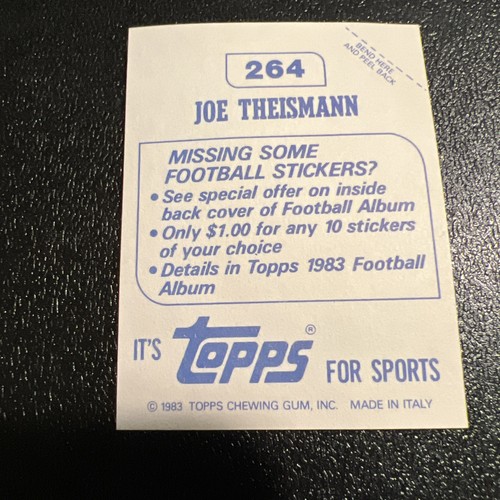 264
BEND HERE
AND PEEL BACK
JOE THEISMANN
MISSING SOME
FOOTBALL STICKERS?
• See special offer on inside
back cover of Football Album
• Only $1.00 for any 10 stickers
of your choice
• Details in Topps 1983 Football
Album
IT'S TOPPS® FOR SPORTS
© 1983 TOPPS CHEWING GUM, INC. MADE IN ITALY